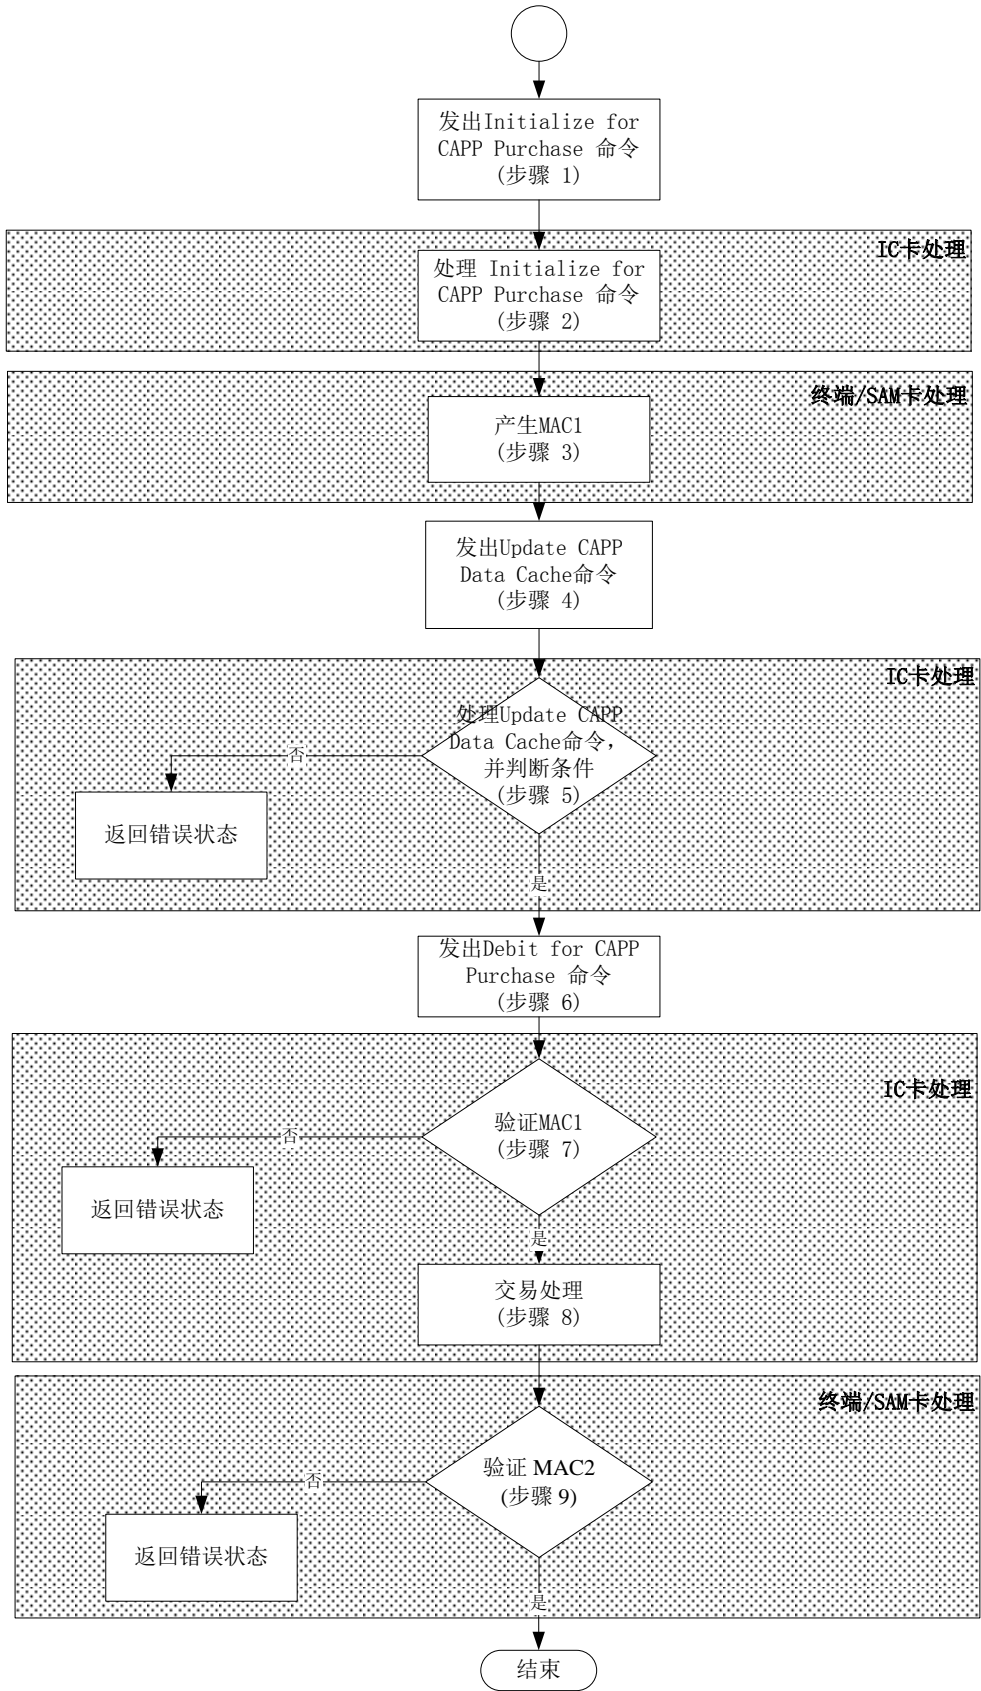 发出Initialize for
CAPP Purchase 命令
(步骤 1)
IC卡处理
处理 Initialize for
CAPP Purchase 命令
(步骤 2)
终端/SAM卡处理
产生MAC1
(步骤 3)
发出Update CAPP
Data Cache命令
(步骤 4)
IC卡处理
处理Update CAPP
Data Cache命令，
并判断条件
(步骤 5)
否
返回错误状态
是
发出Debit for CAPP
Purchase 命令
(步骤 6)
IC卡处理
验证MAC1
(步骤 7)
否
返回错误状态
是
交易处理
(步骤 8)
终端/SAM卡处理
验证 MAC2
(步骤 9)
否
返回错误状态
是
结束